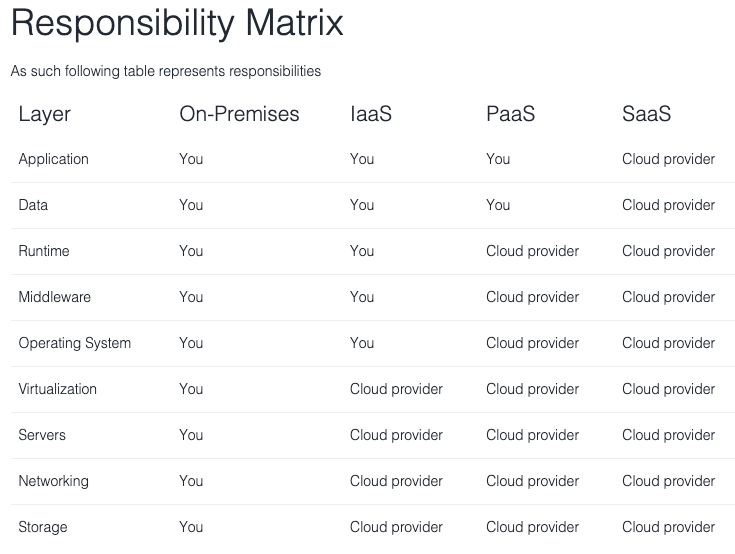 Responsibility Matrix
As such following table represents responsibilities
Layer On-Premises IaaS PaaS SaaS
Application You You You Cloud provider
Data You You You Cloud provider
Runtime You You Cloud provider Cloud provider
Middleware You You Cloud provider Cloud provider
Operating System You You Cloud provider Cloud provider
Virtualization You Cloud provider Cloud provider Cloud provider
Servers You Cloud provider Cloud provider Cloud provider
Networking You Cloud provider Cloud provider Cloud provider
Storage You Cloud provider Cloud provider Cloud provider